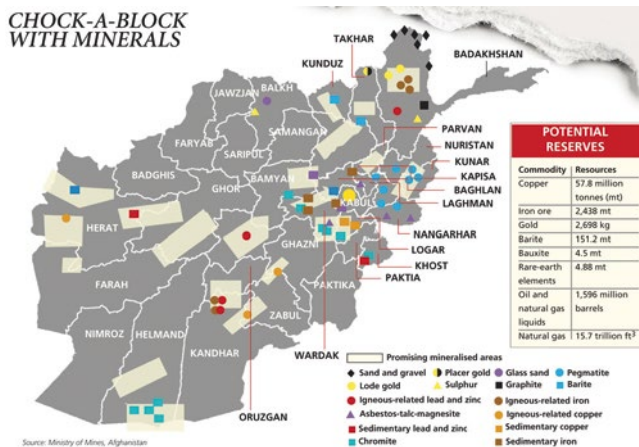 CHOCK-A-BLOCK
WITH MINERALS
TAKHAR
KUNDUZ
BADAKHSHAN
JAWZJAN
BALKH
FARYAB
SARIPUL
SAMANGAN
BADGHIS
GHOR
BAMYAN
HERAT
KABUL
GHAZNI
FARAH
PAKTIKA
NIMROZ
HELMAND
ZABUL
KANDHAR
PARVAN
NURISTAN
KUNAR
KAPISA
BAGHLAN
LAGHMAN
NANGARHAR
LOGAR
KHOST
PAKTIA
WARDAK
ORUZGAN
POTENTIAL
RESERVES
Commodity Resources
Copper 57.8 million
tonnes (mt)
Iron ore 2,438 mt
Gold 2,698 kg
Barite 151.2 mt
Bauxite 4.5 mt
Rare-earth 4.88 mt
elements
Oil and 1,596 million
natural gas barrels
liquids
Natural gas 15.7 trillion ft³
Promising mineralised areas
Sand and gravel Placer gold Glass sand Pegmatite
Lode gold Sulphur Graphite Barite
Igneous-related lead and zinc Igneous-related iron
Asbestos-talc-magnesite Igneous-related copper
Sedimentary lead and zinc Sedimentary copper
Chromite Sedimentary iron
Source: Ministry of Mines, Afghanistan